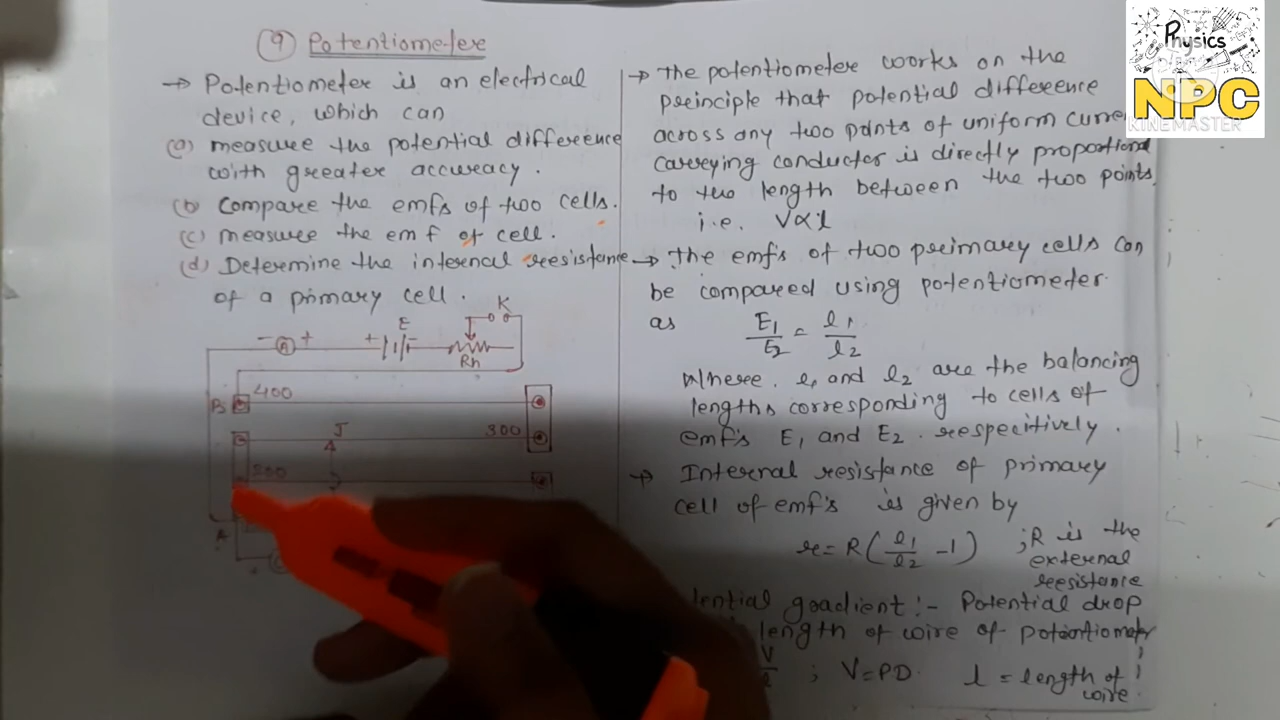 (9) Potentiometer
→ Potentiometer is an electrical
device, which can
(a) measure the potential difference
with greater accuracy.
(b) Compare the emfs of two cells.
(c) measure the emf of cell.
(d) Determine the internal resistance
of a primary cell.
K
E
- A +
+ -
Rh
B
400
J
300
200
A
+
→ The potentiometer works on the
principle that potential difference
across any two points of uniform curre
carrying conductor is directly proportional
to the length between the two points.
i.e. V∝l
→ The emf's of two primary cells can
be compared using potentiometer
as E₁/E₂ = l₁/l₂
Where, l₁ and l₂ are the balancing
lengths corresponding to cells of
emf's E₁ and E₂ respectively.
→ Internal resistance of primary
cell of emf's is given by
r = R(l₁/l₂ - 1) ; R is the
external
resistance
tential gradient :- Potential drop
length of wire of potentiometer
V/l ; V = PD. l = length of
wire.
Physics
NPC
KINEMASTER